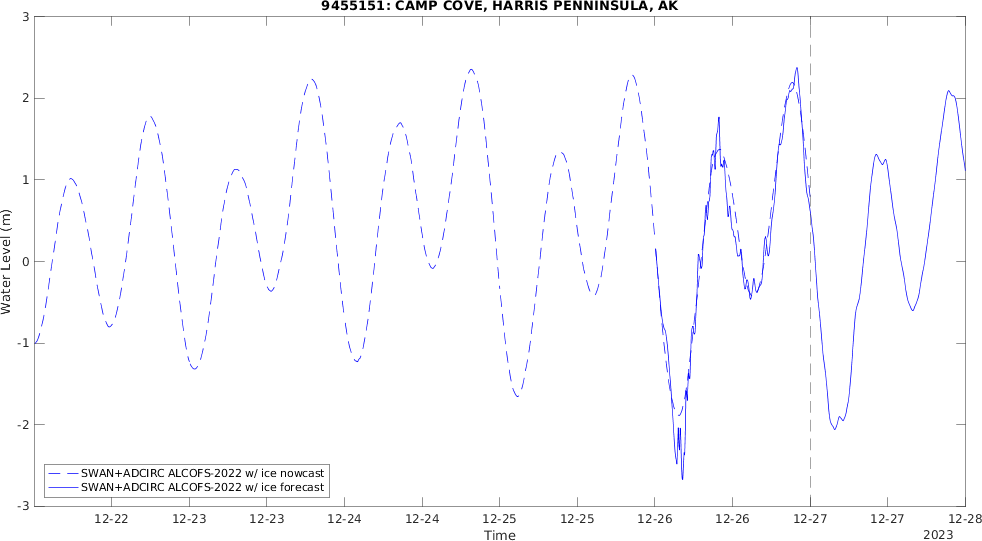 9455151: CAMP COVE, HARRIS PENNINSULA, AK
3
2
1
0
-1
-2
-3
Water Level (m)
SWAN+ADCIRC ALCOFS-2022 w/ ice nowcast
SWAN+ADCIRC ALCOFS-2022 w/ ice forecast
12-22 12-23 12-23 12-24 12-24 12-25 12-25 12-26 12-26 12-27 12-27 12-28
Time
2023